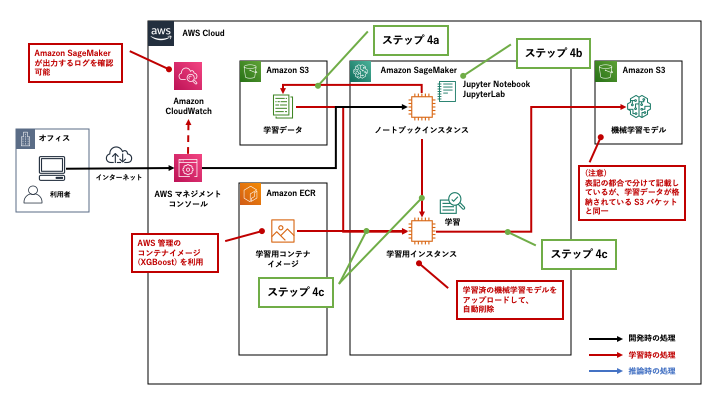 aws
AWS Cloud
ステップ 4a
ステップ 4b
Amazon SageMaker
が出力するログを確認
可能
Amazon
CloudWatch
Amazon S3
学習データ
Amazon SageMaker
Jupyter Notebook
JupyterLab
ノートブックインスタンス
Amazon S3
機械学習モデル
オフィス
利用者
インターネット
AWS マネジメント
コンソール
(注意)
表記の都合で分けて記載し
ているが、学習データが格
納されている S3 バケット
と同一
Amazon ECR
学習用コンテナ
イメージ
AWS 管理の
コンテナイメージ
(XGBoost) を利用
学習
学習用インスタンス
ステップ 4c
ステップ 4c
学習済の機械学習モデルを
アップロードして、
自動削除
開発時の処理
学習時の処理
推論時の処理